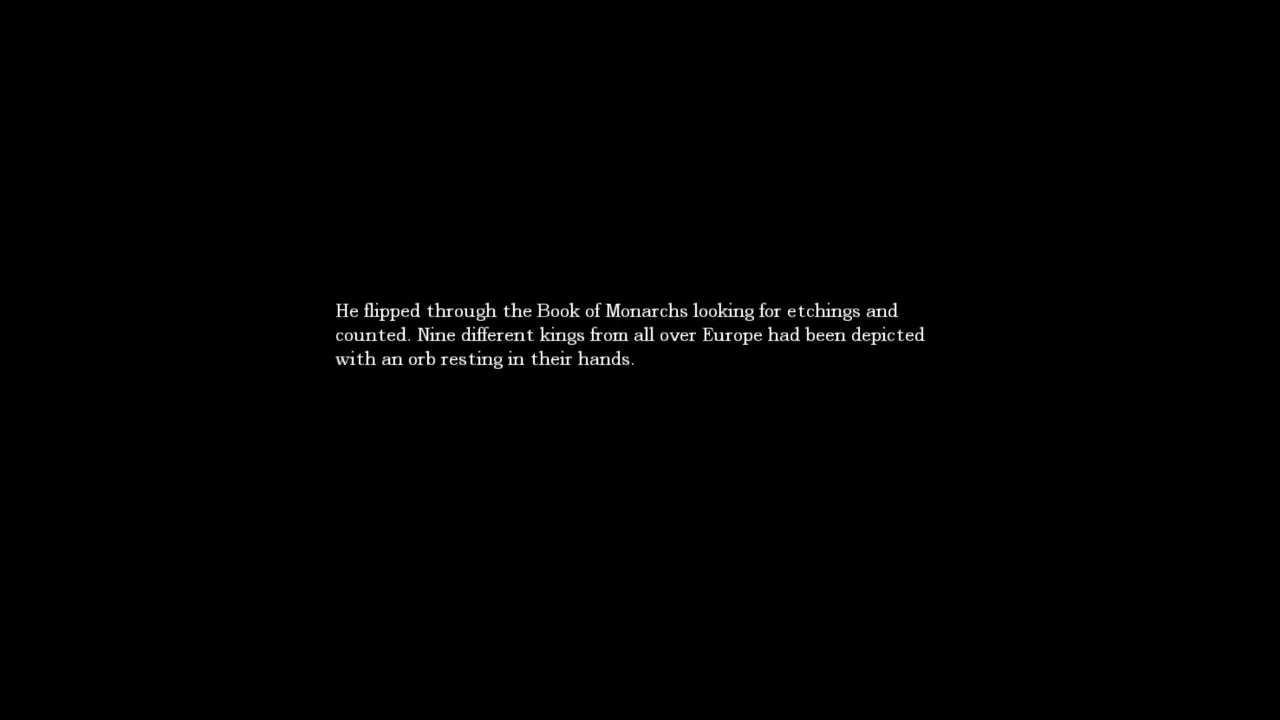 He flipped through the Book of Monarchs looking for etchings and
counted. Nine different kings from all over Europe had been depicted
with an orb resting in their hands.